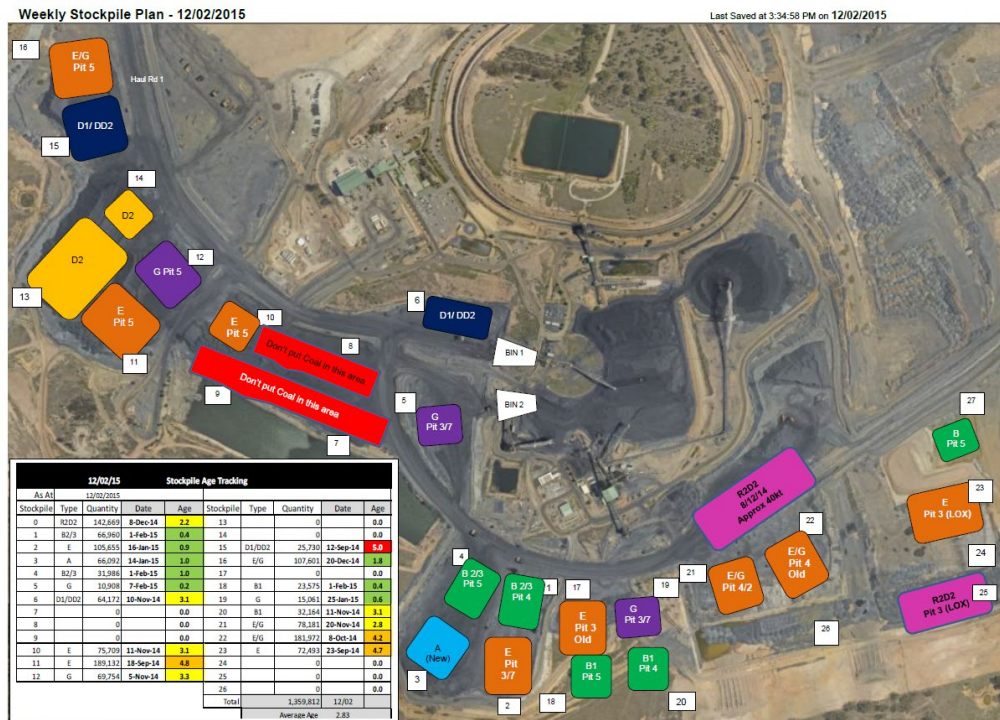 Weekly Stockpile Plan - 12/02/2015
Last Saved at 3:34:58 PM on 12/02/2015
16
E/G
Pit 5
Haul Rd 1
D1/ DD2
15
14
D2
D2
13
G Pit 5
12
E
Pit 5
11
E
Pit 5
10
8
Don't put Coal in this area
Don't put Coal in this area
9
7
6
D1/ DD2
BIN 1
BIN 2
5
G
Pit 3/7
27
B
Pit 5
23
E
Pit 3 (LOX)
24
R2D2
8/12/14
Approx 40kt
22
E/G
Pit 4
Old
21
E/G
Pit 4/2
25
R2D2
Pit 3 (LOX)
26
4
B 2/3
Pit 5
B 2/3
Pit 4
1
17
E
Pit 3
Old
19
G
Pit 3/7
A
(New)
3
E
Pit
3/7
2
B1
Pit 5
18
B1
Pit 4
20
12/02/15 Stockpile Age Tracking
As At 12/02/2015
Stockpile Type Quantity Date Age Stockpile Type Quantity Date Age
0 R2D2 142,669 8-Dec-14 2.2 13 0 0.0
1 B2/3 66,960 1-Feb-15 0.4 14 0 0.0
2 E 105,655 16-Jan-15 0.9 15 D1/DD2 25,730 12-Sep-14 5.0
3 A 66,092 14-Jan-15 1.0 16 E/G 107,601 20-Dec-14 1.8
4 B2/3 31,986 1-Feb-15 1.0 17 0 0.0
5 G 10,908 7-Feb-15 0.2 18 B1 23,575 1-Feb-15 0.4
6 D1/DD2 64,172 10-Nov-14 3.1 19 G 15,061 25-Jan-15 0.6
7 0 0.0 20 B1 32,164 11-Nov-14 3.1
8 0 0.0 21 E/G 78,181 20-Nov-14 2.8
9 0 0.0 22 E/G 181,972 8-Oct-14 4.2
10 E 75,709 11-Nov-14 3.1 23 E 72,493 23-Sep-14 4.7
11 E 189,132 18-Sep-14 4.8 24 0 0.0
12 G 69,754 5-Nov-14 3.3 25 0 0.0
26 0 0.0
Total 1,359,812 12/02
Average Age 2.83